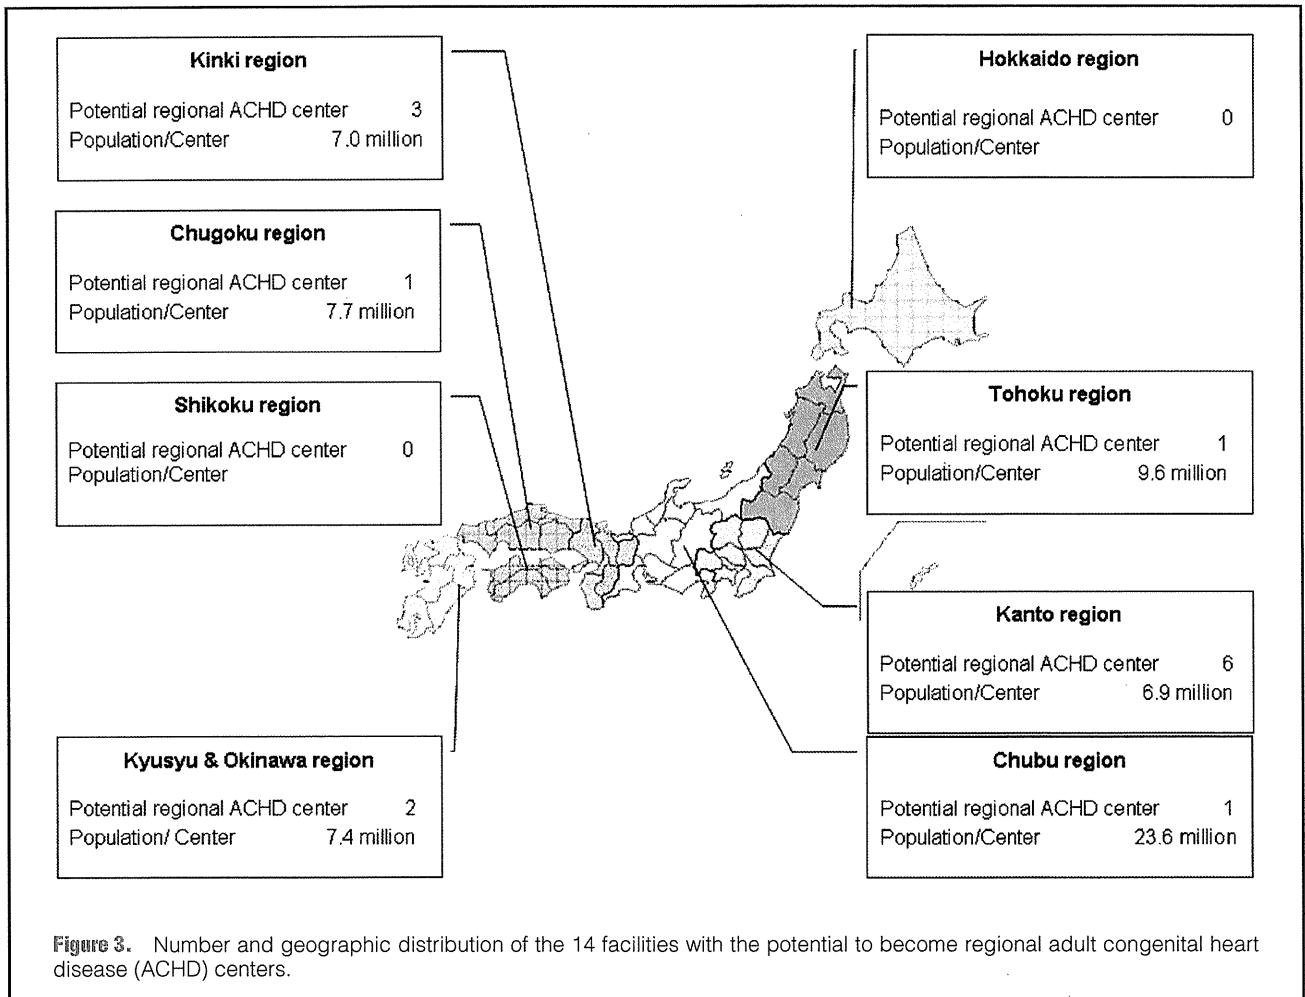 Kinki region
Potential regional ACHD center 3
Population/Center 7.0 million
Chugoku region
Potential regional ACHD center 1
Population/Center 7.7 million
Shikoku region
Potential regional ACHD center 0
Population/Center
Kyusyu & Okinawa region
Potential regional ACHD center 2
Population/ Center 7.4 million
Hokkaido region
Potential regional ACHD center 0
Population/Center
Tohoku region
Potential regional ACHD center 1
Population/Center 9.6 million
Kanto region
Potential regional ACHD center 6
Population/Center 6.9 million
Chubu region
Potential regional ACHD center 1
Population/Center 23.6 million
Figure 3. Number and geographic distribution of the 14 facilities with the potential to become regional adult congenital heart
disease (ACHD) centers.